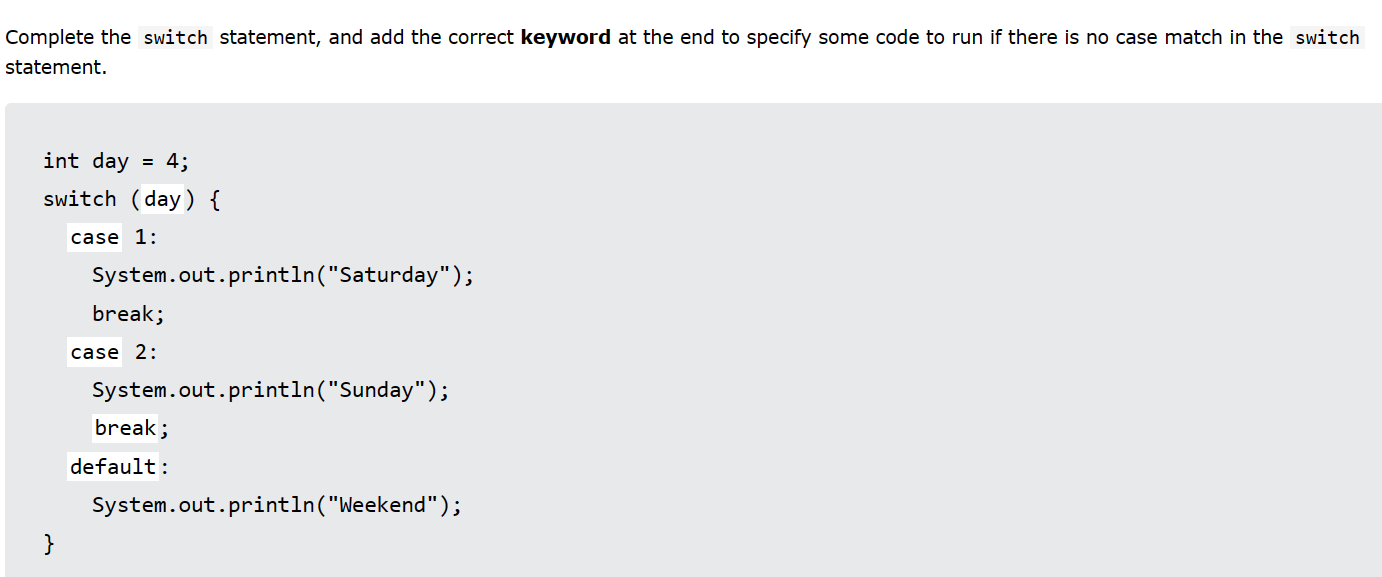 Complete the switch statement, and add the correct keyword at the end to specify some code to run if there is no case match in the switch
statement.
int day = 4;
switch (day) {
case 1:
System.out.println("Saturday");
break;
case 2:
System.out.println("Sunday");
break;
default:
System.out.println("Weekend");
}